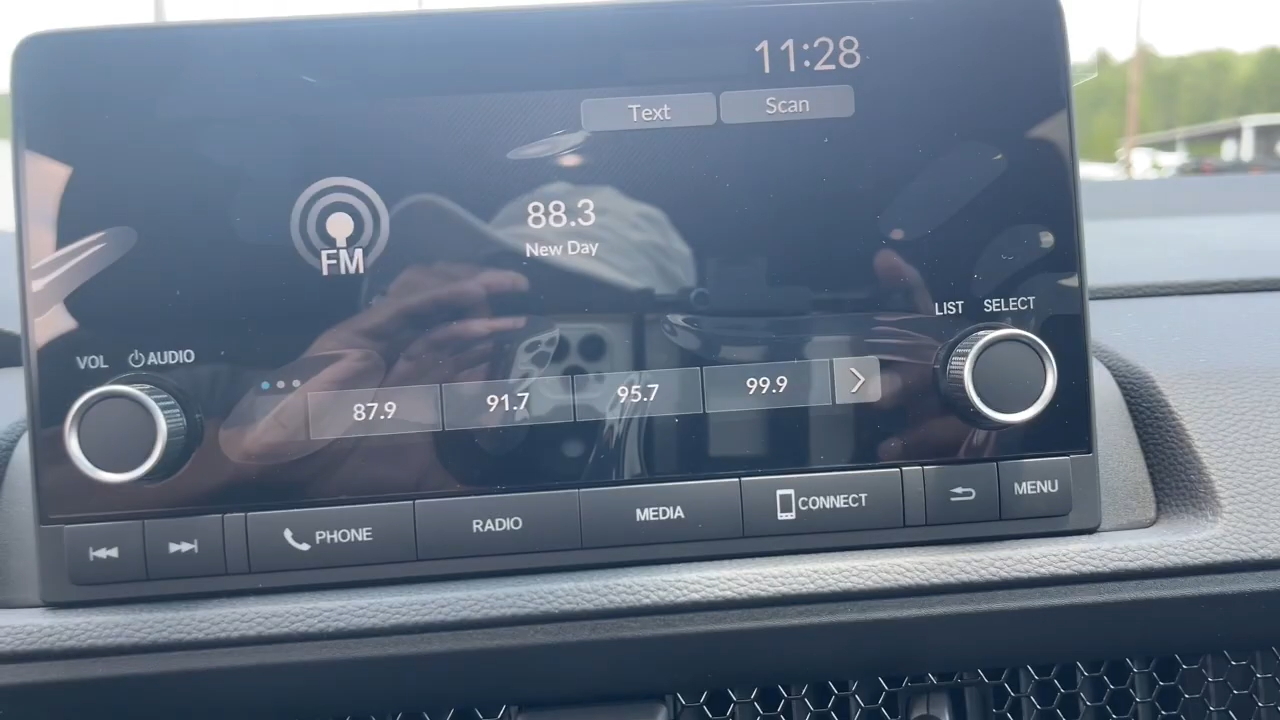 11:28
Text Scan
FM
88.3
New Day
LIST SELECT
VOL AUDIO
87.9 91.7 95.7 99.9
PHONE RADIO MEDIA CONNECT MENU